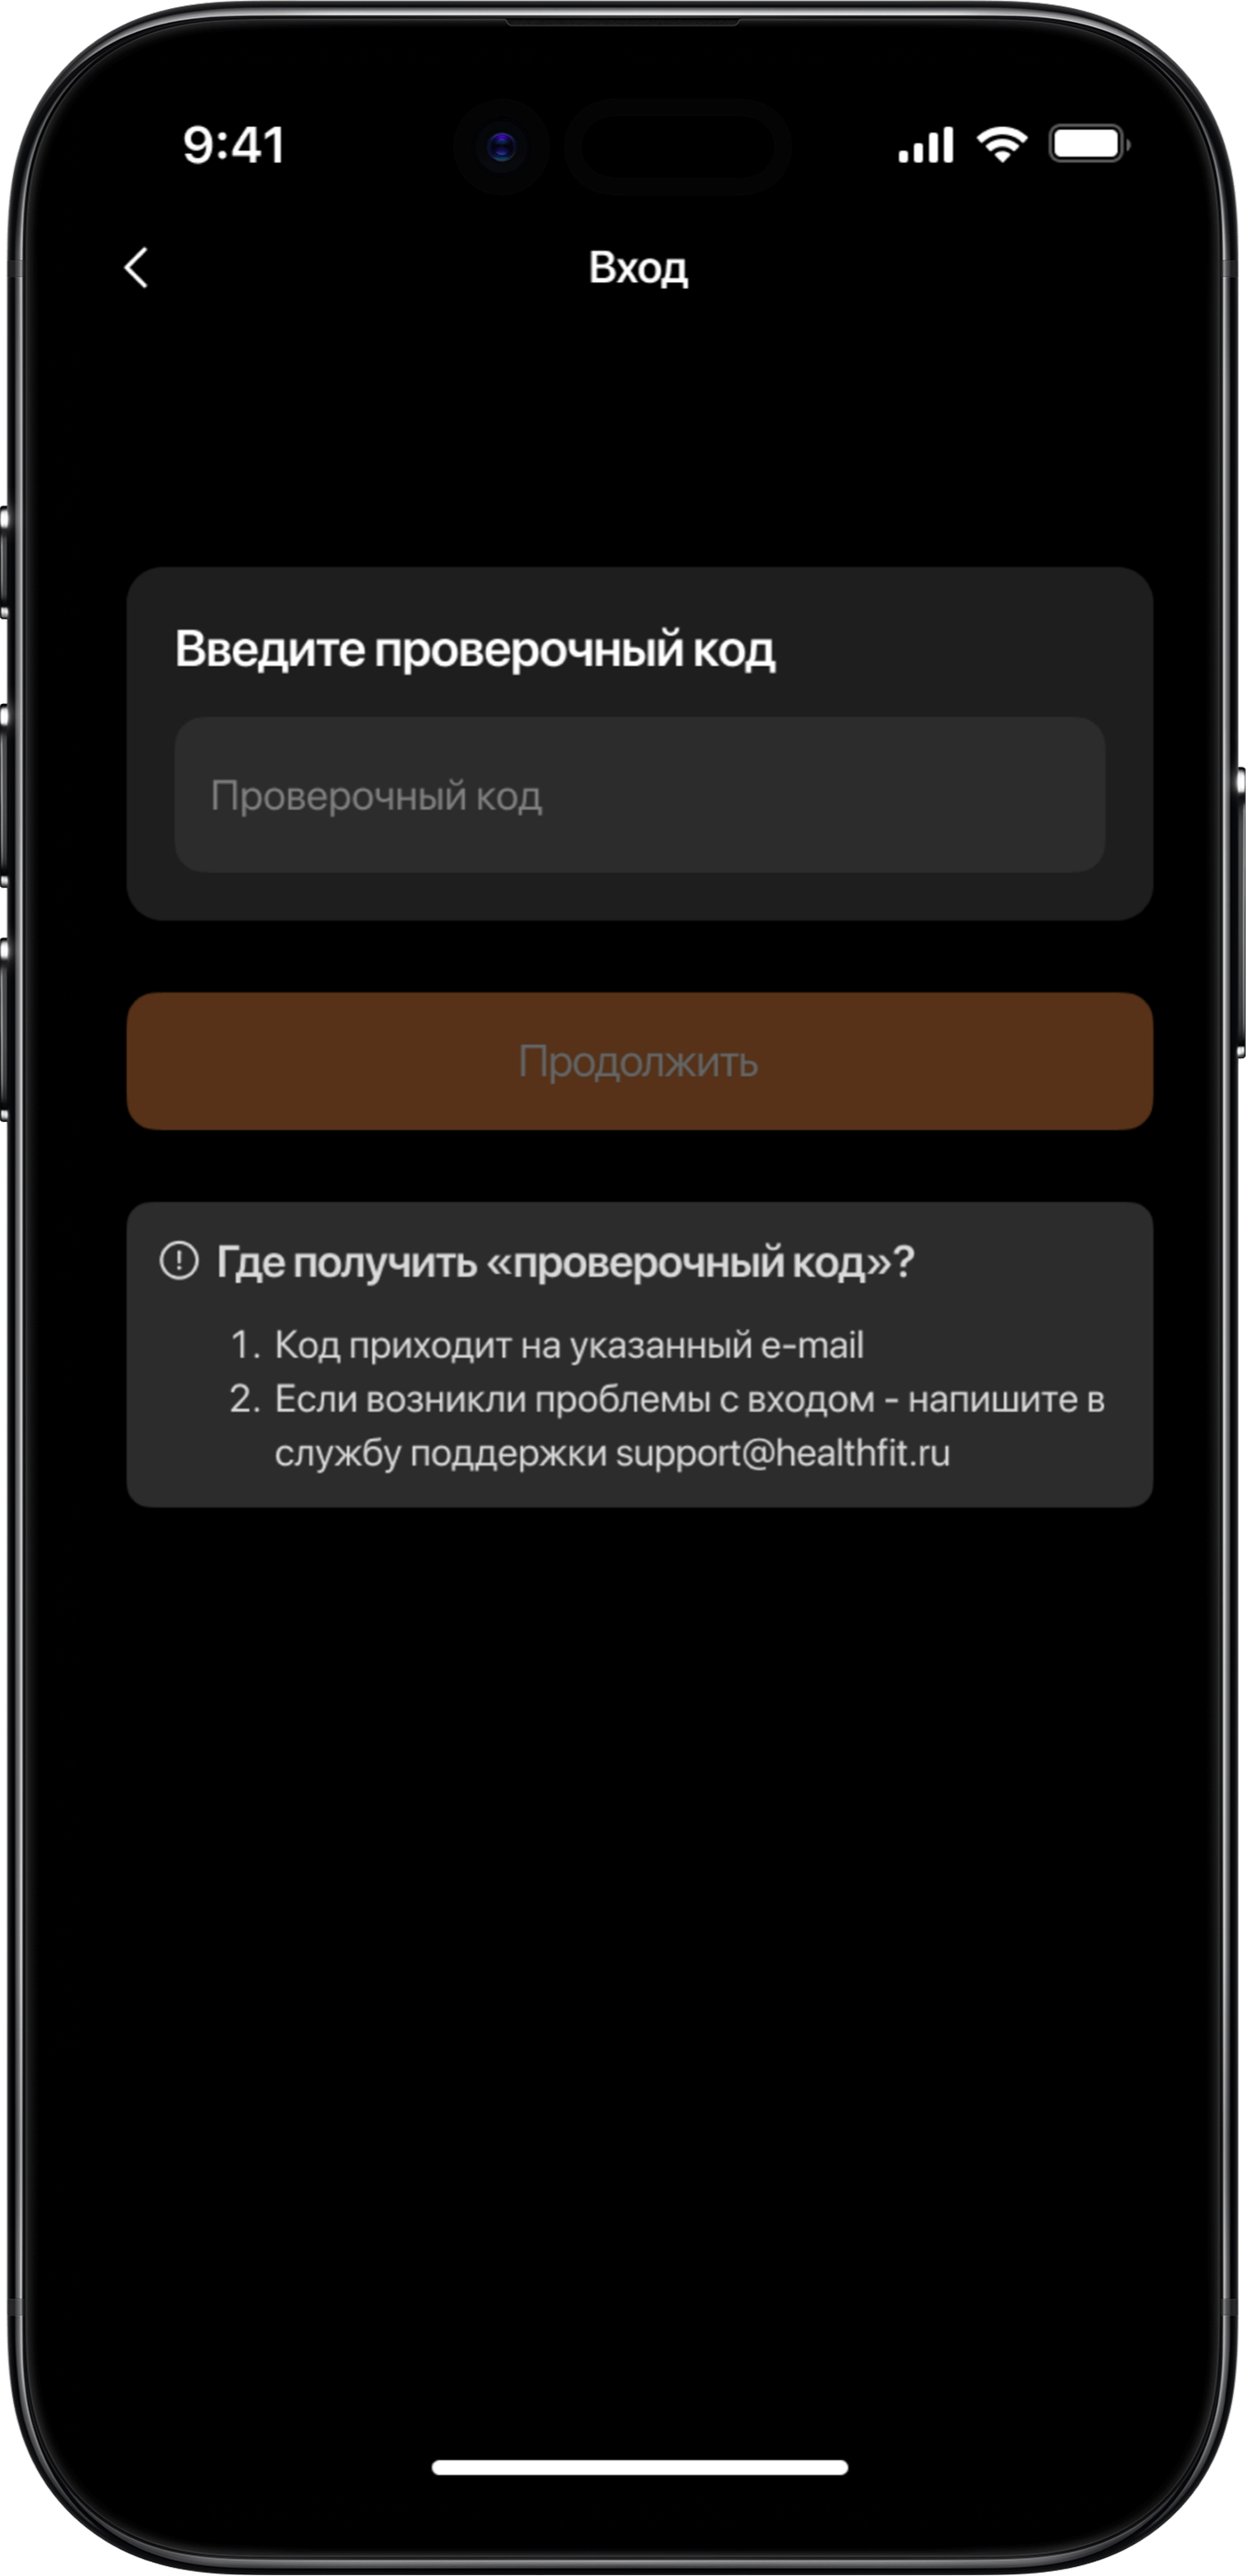 9:41
Вход
Введите проверочный код
Проверочный код
Продолжить
Где получить «проверочный код»?
1. Код приходит на указанный e-mail
2. Если возникли проблемы с входом - напишите в
службу поддержки support@healthfit.ru